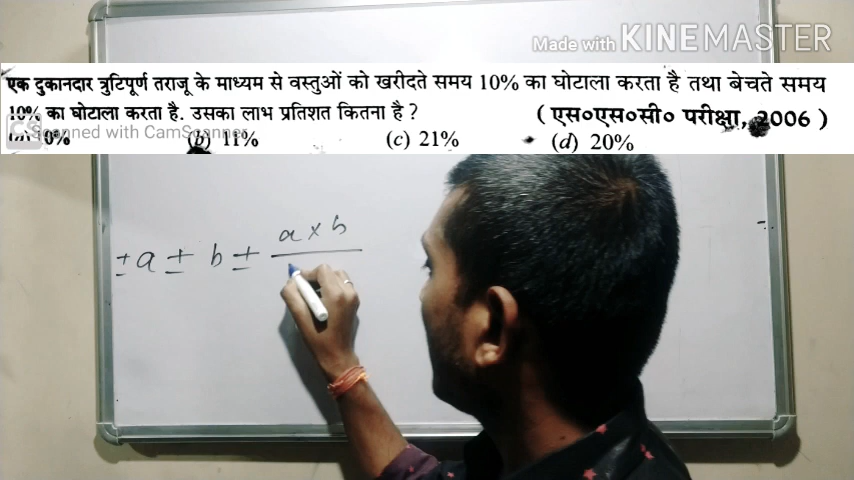 Made with KINEMASTER
एक दुकानदार त्रुटिपूर्ण तराजू के माध्यम से वस्तुओं को खरीदते समय 10% का घोटाला करता है तथा बेचते समय
10% का घोटाला करता है. उसका लाभ प्रतिशत कितना है ? (एस०एस०सी० परीक्षा, 2006)
CS Scanned with CamScanner
(b) 11% (c) 21% (d) 20%
± a ± b ± a × b